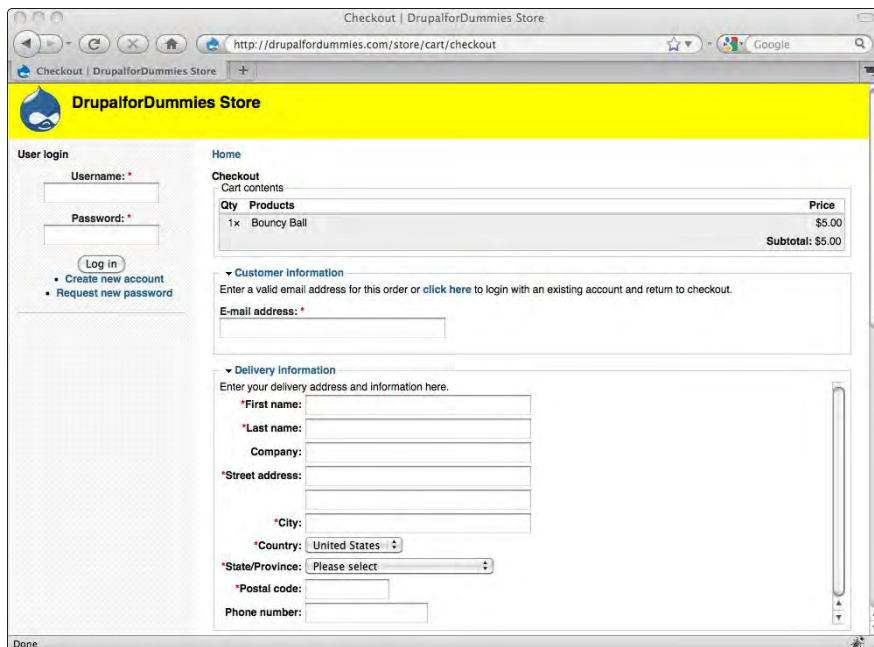 Checkout | DrupalforDummies Store
http://drupalfordummies.com/store/cart/checkout
Google
Checkout | DrupalforDummies Store
+
DrupalforDummies Store
User login
Username: *
Password: *
Log in
• Create new account
• Request new password
Home
Checkout
Cart contents
Qty Products Price
1× Bouncy Ball $5.00
Subtotal: $5.00
Customer information
Enter a valid email address for this order or click here to login with an existing account and return to checkout.
E-mail address: *
Delivery information
Enter your delivery address and information here.
*First name:
*Last name:
Company:
*Street address:
*City:
*Country: United States
*State/Province: Please select
*Postal code:
Phone number:
Done